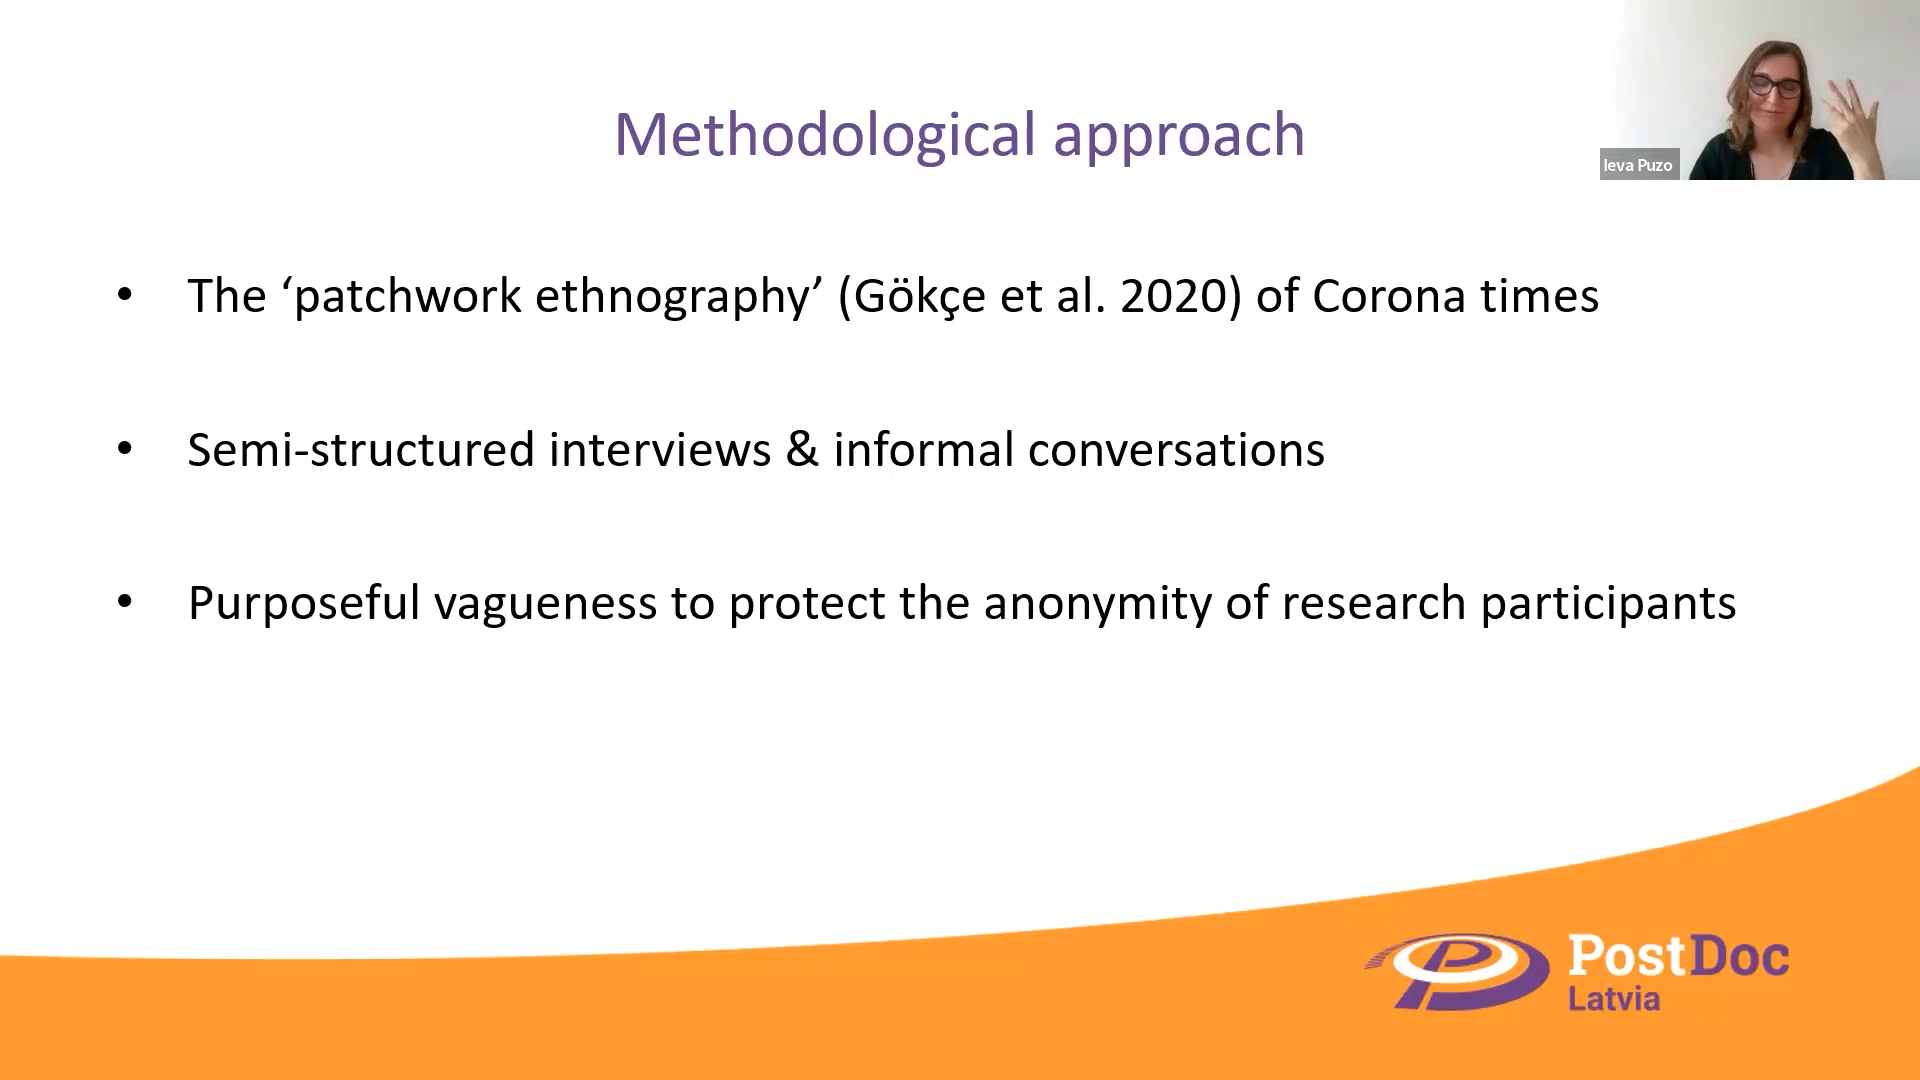 Methodological approach
Ieva Puzo
• The ‘patchwork ethnography’ (Gökçe et al. 2020) of Corona times
• Semi-structured interviews & informal conversations
• Purposeful vagueness to protect the anonymity of research participants
PostDoc
Latvia